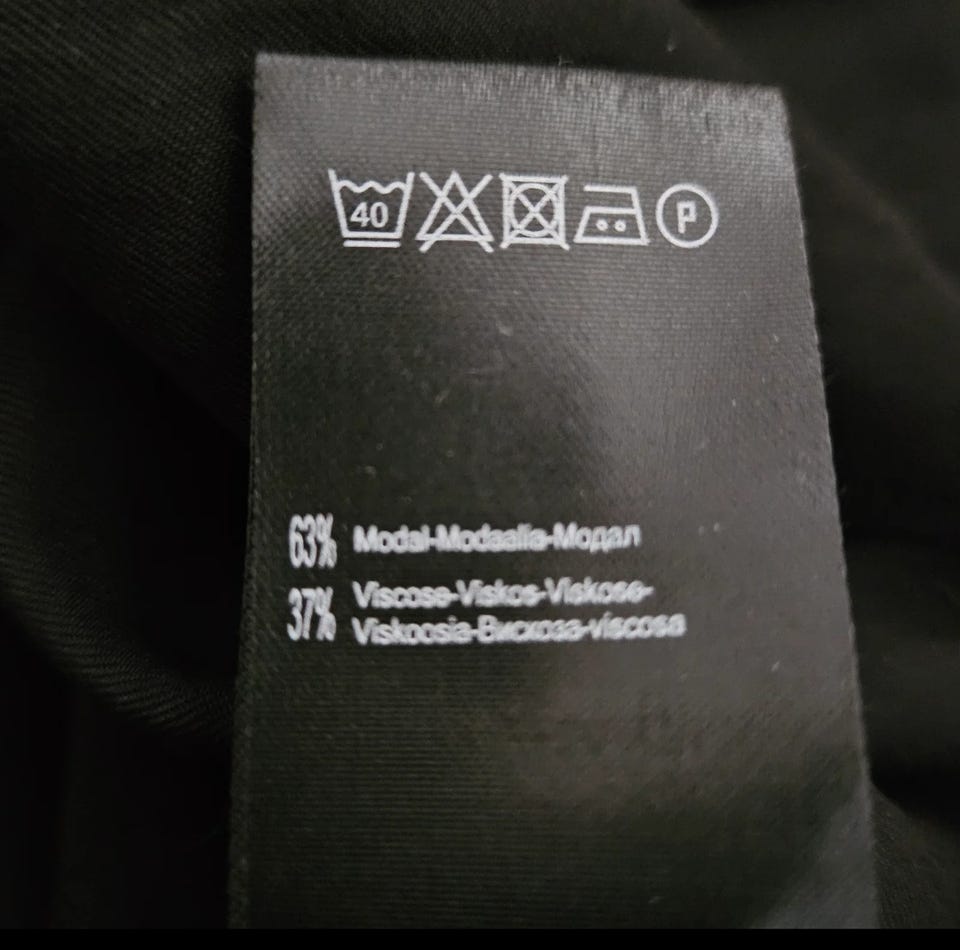 40 P
63% Modal-Modaalia-Модал
37% Viscose-Viskos-Viskose-
Viskoosia-Вискоза-viscosa